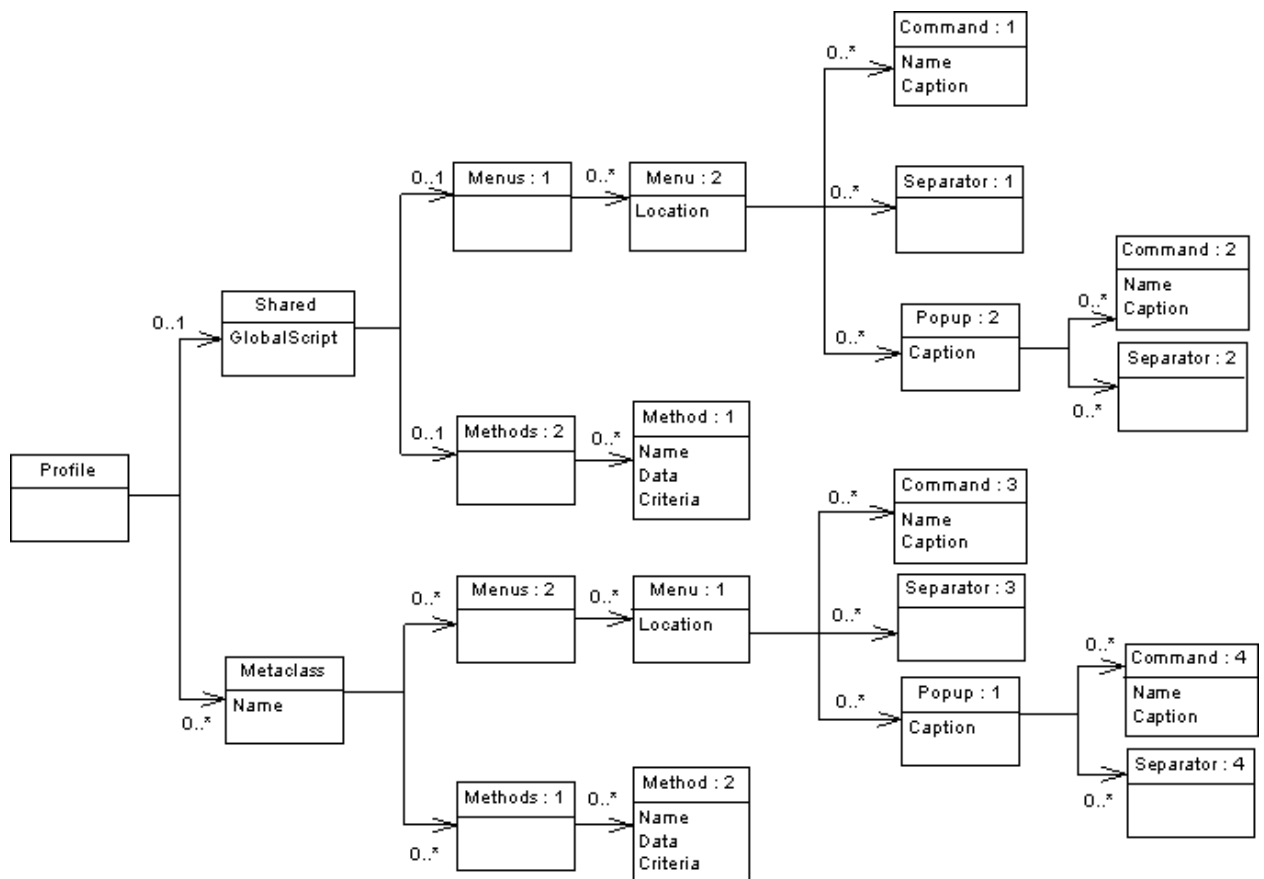 Command : 1
0..*
Name
Caption
Menus : 1
0..1
Menu : 2
0..*
Location
Separator : 1
0..*
Command : 2
Name
Caption
0..*
Shared
GlobalScript
0..1
Popup : 2
Caption
0..*
Separator : 2
0..*
Methods : 2
0..1
Method : 1
0..*
Name
Data
Criteria
Profile
Command : 3
0..*
Name
Caption
Menus : 2
0..*
Menu : 1
0..*
Location
Separator : 3
0..*
Metaclass
Name
0..*
Popup : 1
Caption
0..*
Command : 4
0..*
Name
Caption
Separator : 4
0..*
Methods : 1
0..*
Method : 2
0..*
Name
Data
Criteria